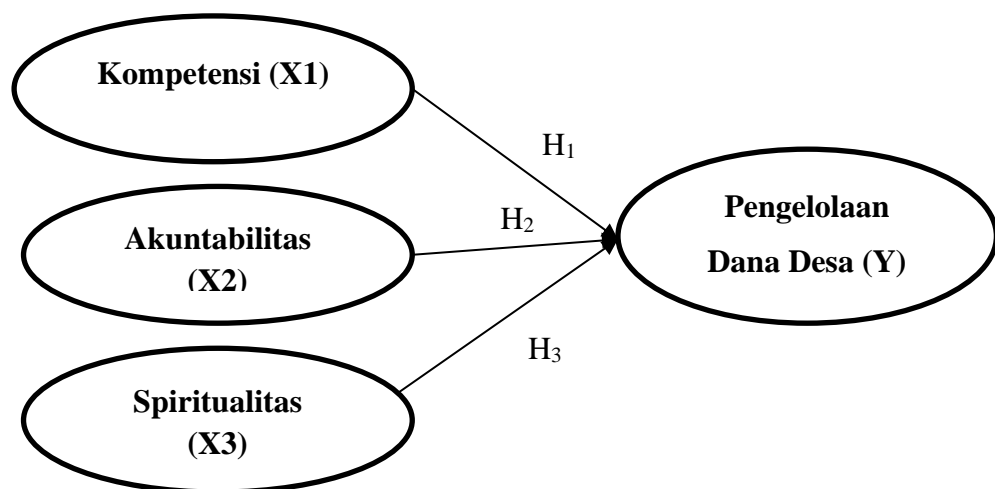 Kompetensi (X1)
H₁
Akuntabilitas
(X2)
H₂
Spiritualitas
(X3)
H₃
Pengelolaan
Dana Desa (Y)